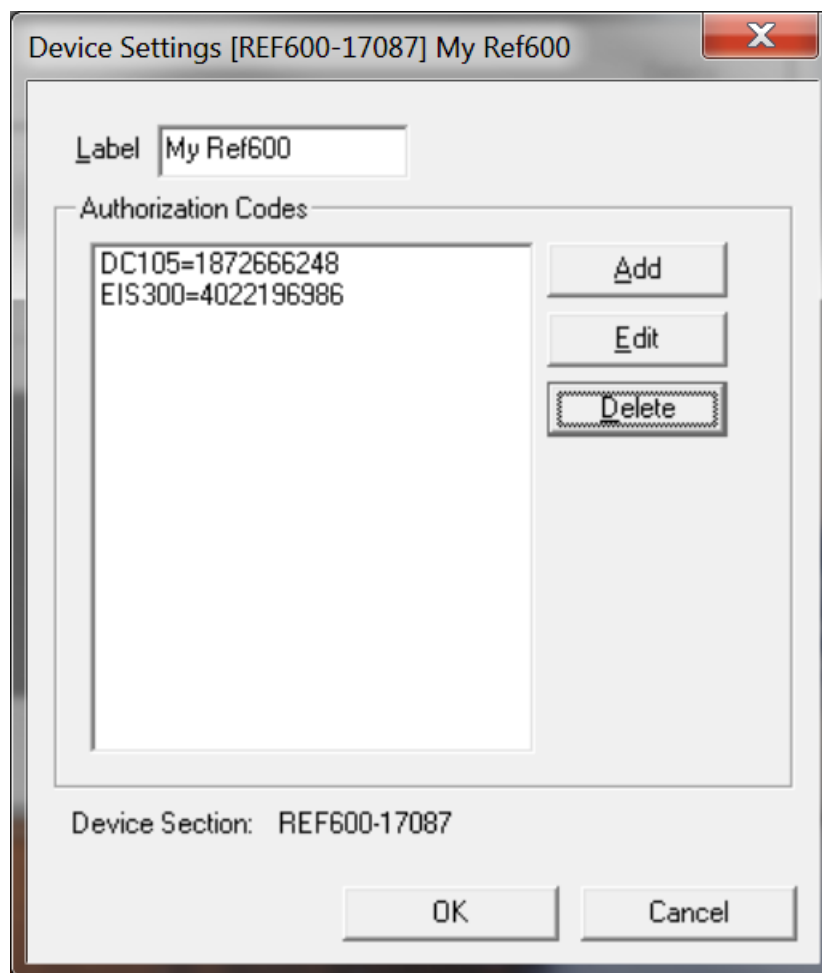 Device Settings [REF600-17087] My Ref600
X
Label My Ref600
Authorization Codes
DC105=1872666248
EIS300=4022196986
Add
Edit
Delete
Device Section: REF600-17087
OK Cancel